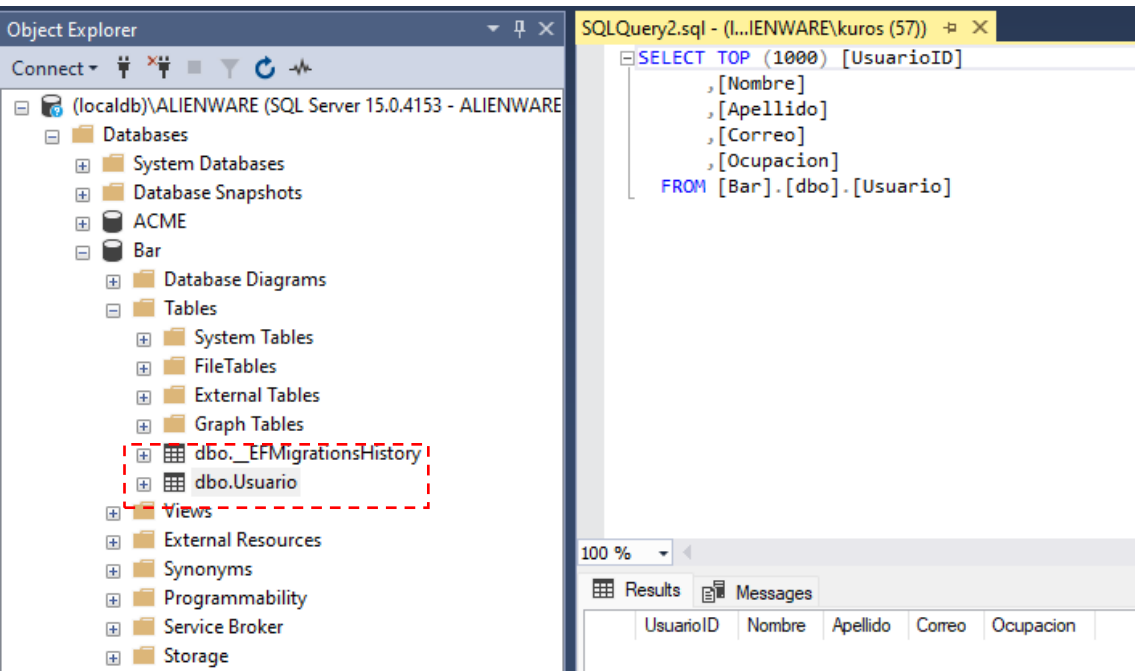 Object Explorer
Connect
(localdb)\ALIENWARE (SQL Server 15.0.4153 - ALIENWARE
Databases
System Databases
Database Snapshots
ACME
Bar
Database Diagrams
Tables
System Tables
FileTables
External Tables
Graph Tables
dbo.__EFMigrationsHistory
dbo.Usuario
Views
External Resources
Synonyms
Programmability
Service Broker
Storage
SQLQuery2.sql - (l...IENWARE\kuros (57))
SELECT TOP (1000) [UsuarioID]
,[Nombre]
,[Apellido]
,[Correo]
,[Ocupacion]
FROM [Bar].[dbo].[Usuario]
100 %
Results Messages
UsuarioID Nombre Apellido Correo Ocupacion